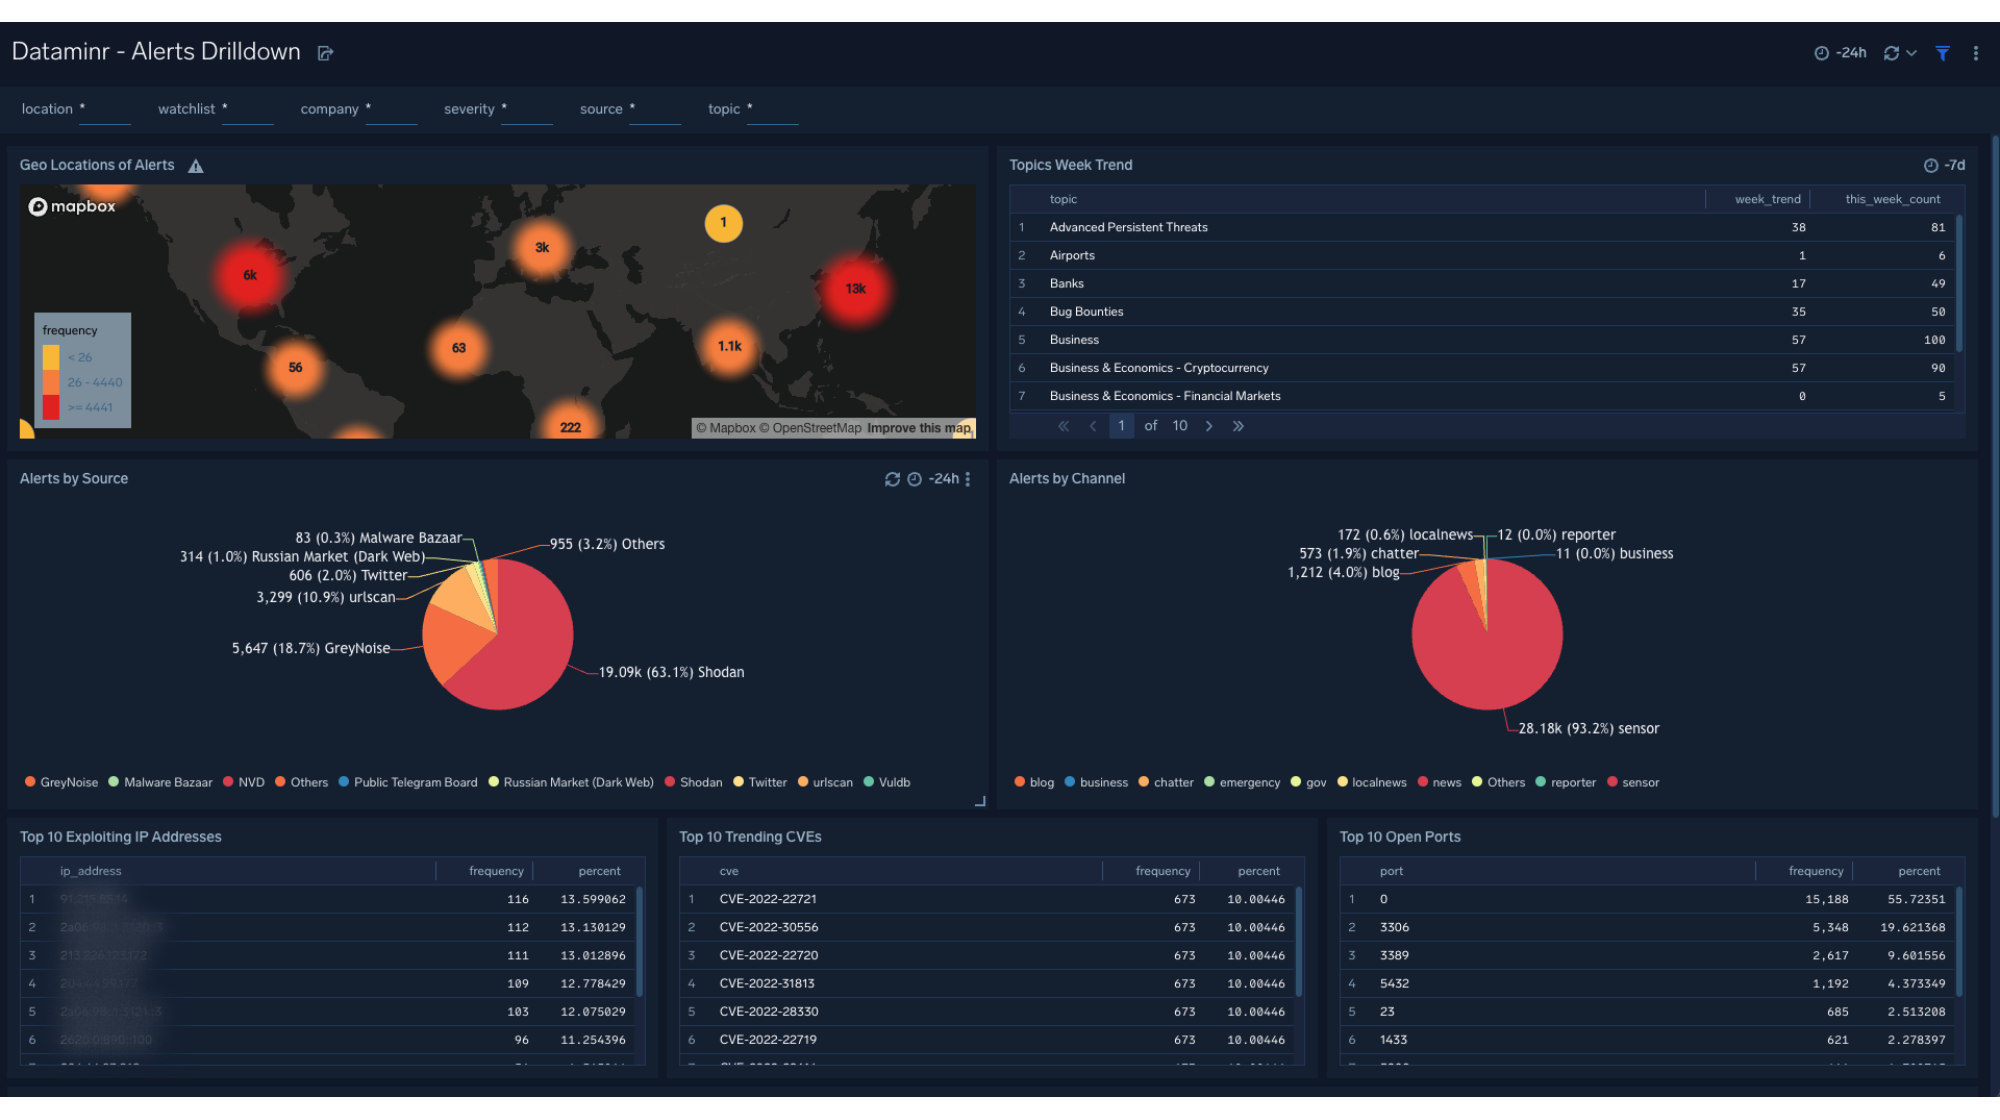 Dataminr - Alerts Drilldown
-24h
location * watchlist * company * severity * source * topic *
Geo Locations of Alerts
mapbox
6k
3k
1
13k
56
63
1.1k
222
frequency
< 26
26 - 4440
>= 4441
© Mapbox © OpenStreetMap Improve this map
Topics Week Trend
-7d
topic week_trend this_week_count
1 Advanced Persistent Threats 38 81
2 Airports 1 6
3 Banks 17 49
4 Bug Bounties 35 50
5 Business 57 100
6 Business & Economics - Cryptocurrency 57 90
7 Business & Economics - Financial Markets 0 5
1 of 10
Alerts by Source
-24h
83 (0.3%) Malware Bazaar
955 (3.2%) Others
314 (1.0%) Russian Market (Dark Web)
606 (2.0%) Twitter
3,299 (10.9%) urlscan
5,647 (18.7%) GreyNoise
19.09k (63.1%) Shodan
GreyNoise Malware Bazaar NVD Others Public Telegram Board Russian Market (Dark Web) Shodan Twitter urlscan Vuldb
Alerts by Channel
172 (0.6%) localnews
12 (0.0%) reporter
573 (1.9%) chatter
11 (0.0%) business
1,212 (4.0%) blog
28.18k (93.2%) sensor
blog business chatter emergency gov localnews news Others reporter sensor
Top 10 Exploiting IP Addresses
ip_address frequency percent
1 116 13.599062
2 112 13.130129
3 111 13.012896
4 109 12.778429
5 103 12.075029
6 96 11.254396
Top 10 Trending CVEs
cve frequency percent
1 CVE-2022-22721 673 10.00446
2 CVE-2022-30556 673 10.00446
3 CVE-2022-22720 673 10.00446
4 CVE-2022-31813 673 10.00446
5 CVE-2022-28330 673 10.00446
6 CVE-2022-22719 673 10.00446
Top 10 Open Ports
port frequency percent
1 0 15,188 55.72351
2 3306 5,348 19.621368
3 3389 2,617 9.601556
4 5432 1,192 4.373349
5 23 685 2.513208
6 1433 621 2.278397